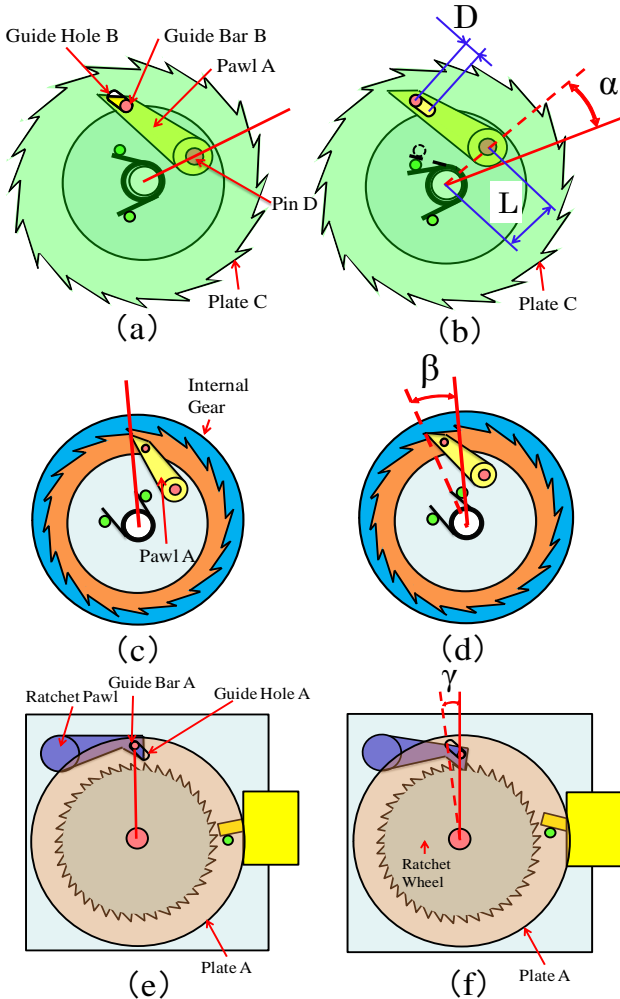 Guide Hole B
Guide Bar B
Pawl A
Pin D
Plate C
(a)
D
α
L
Plate C
(b)
Internal
Gear
Pawl A
(c)
β
(d)
Ratchet Pawl
Guide Bar A
Guide Hole A
Plate A
(e)
γ
Ratchet
Wheel
Plate A
(f)